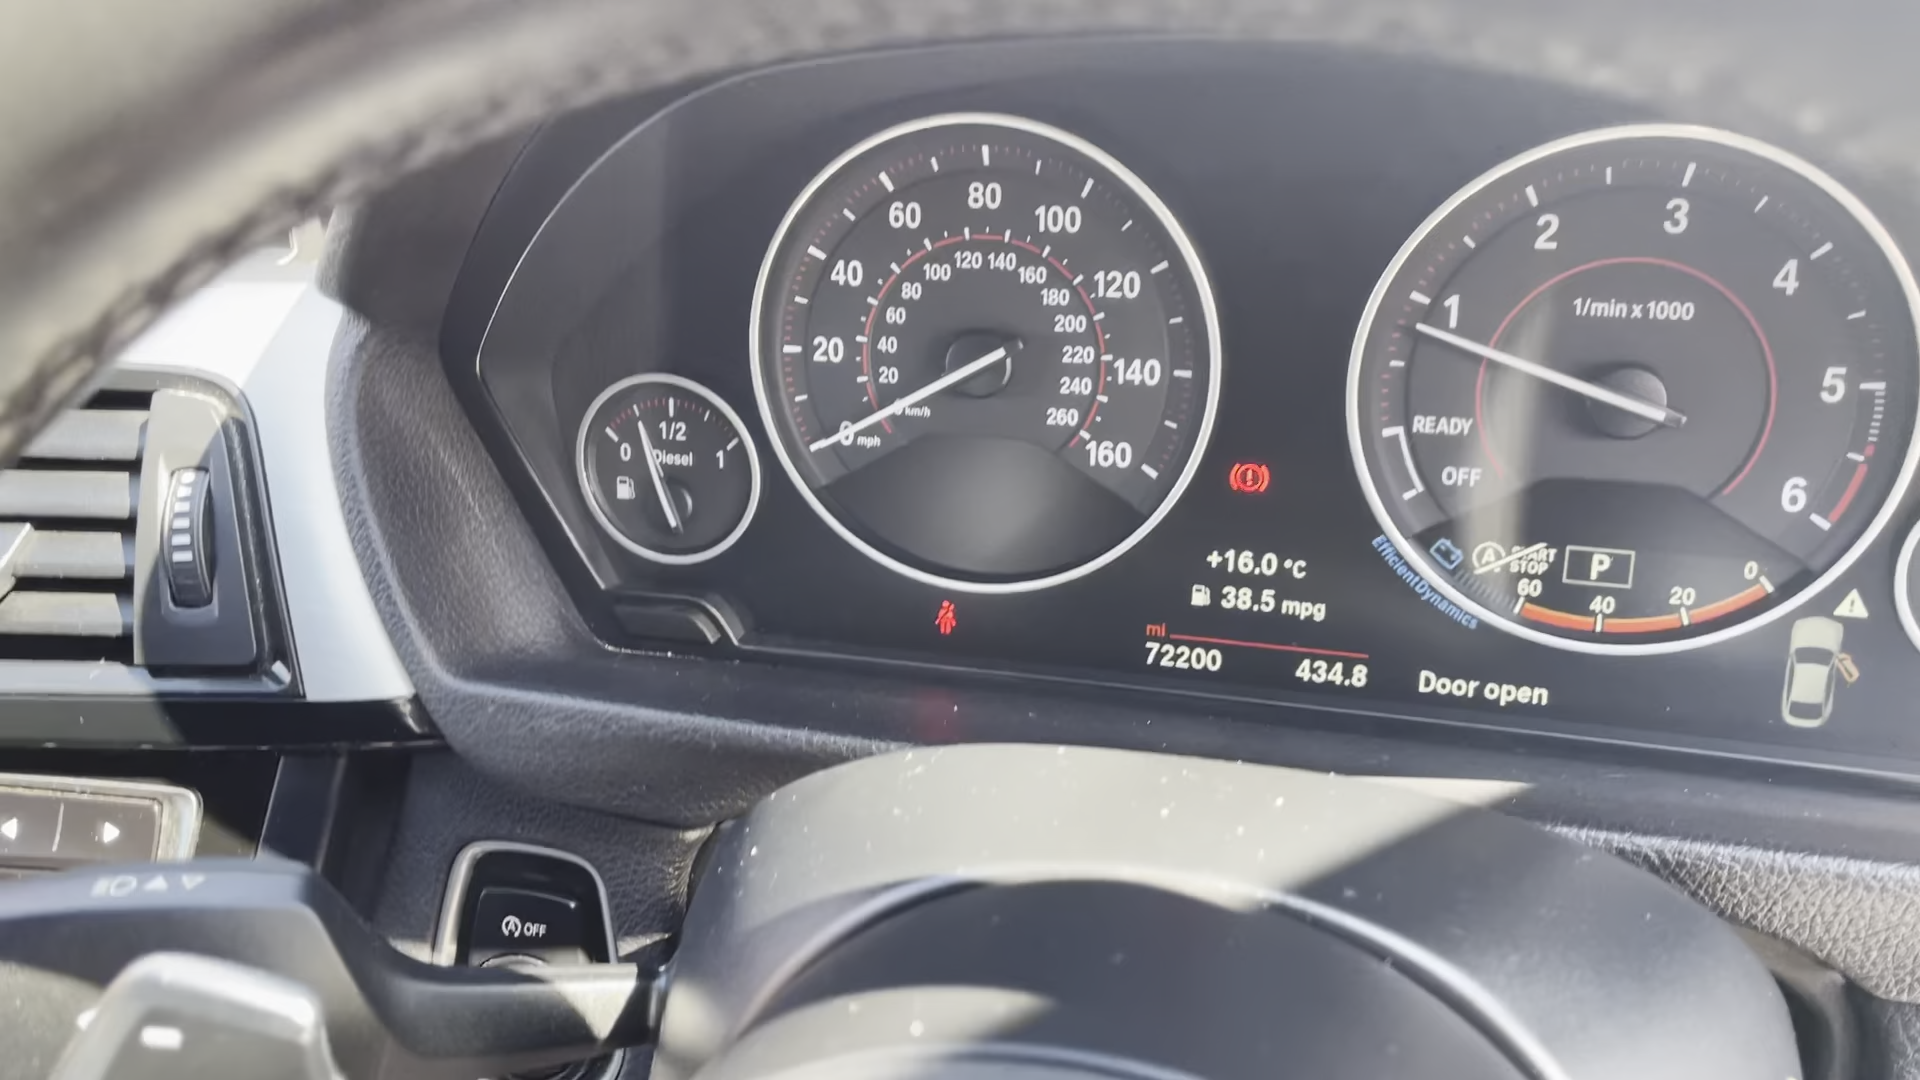 0
1/2
1
Diesel
0 mph
20
40
60
80
100
120
140
160
km/h
20
40
60
80
100
120
140
160
180
200
220
240
260
+16.0 °C
38.5 mpg
mi
72200
434.8
1
2
3
4
5
6
1/min x 1000
READY
OFF
A START STOP
P
60
40
20
0
EfficientDynamics
Door open
A OFF